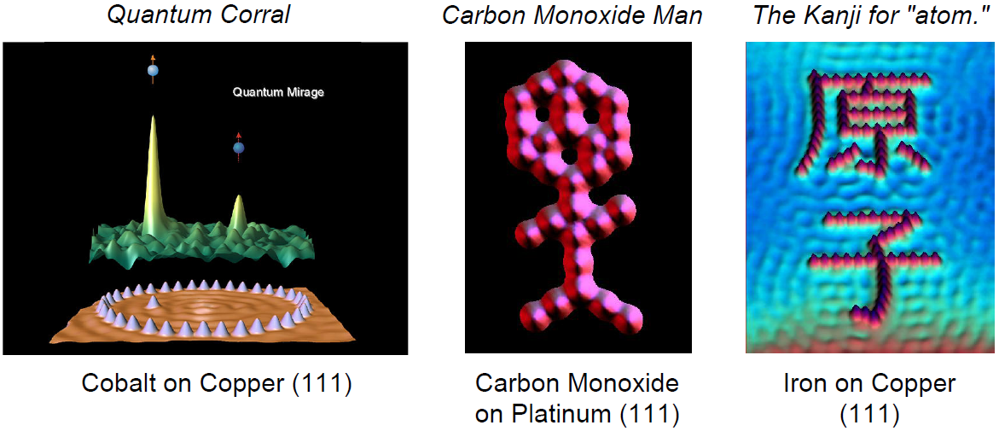 Quantum Corral
Carbon Monoxide Man
The Kanji for "atom."
Quantum Mirage
原
子
Cobalt on Copper (111)
Carbon Monoxide
on Platinum (111)
Iron on Copper
(111)